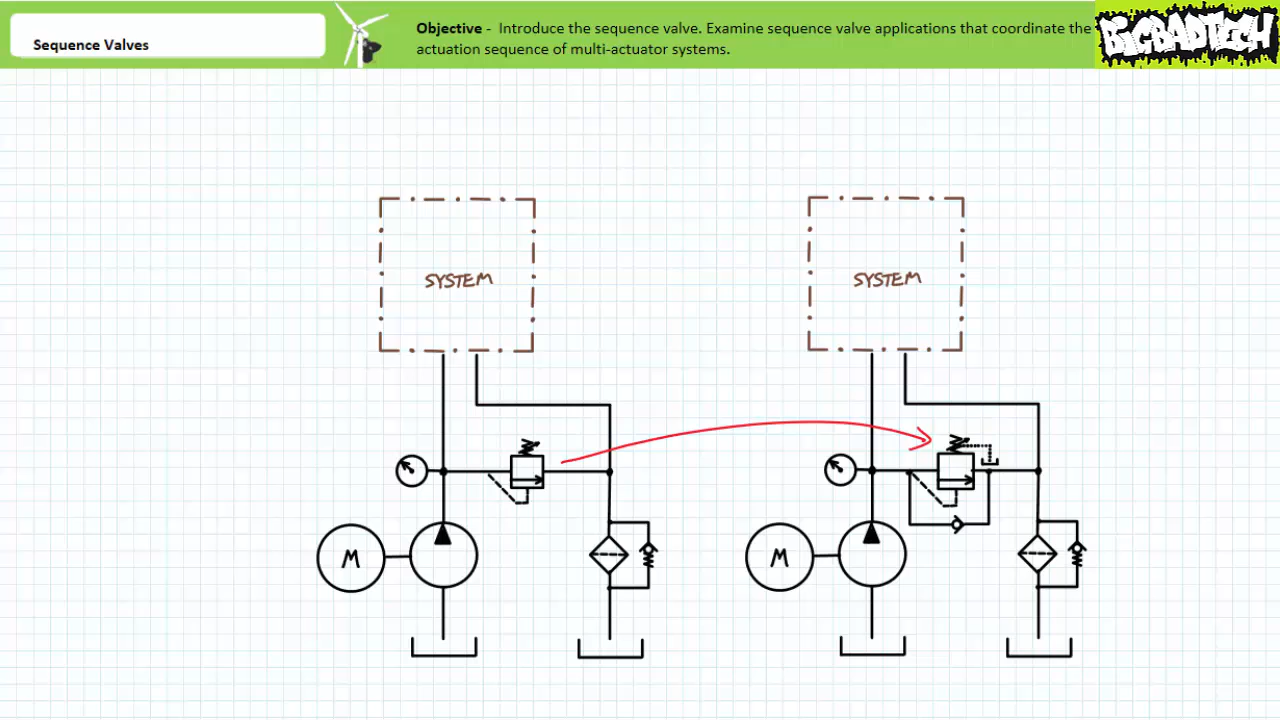 Sequence Valves
Objective - Introduce the sequence valve. Examine sequence valve applications that coordinate the
actuation sequence of multi-actuator systems.
BIGBADTECH
SYSTEM
SYSTEM
M
M